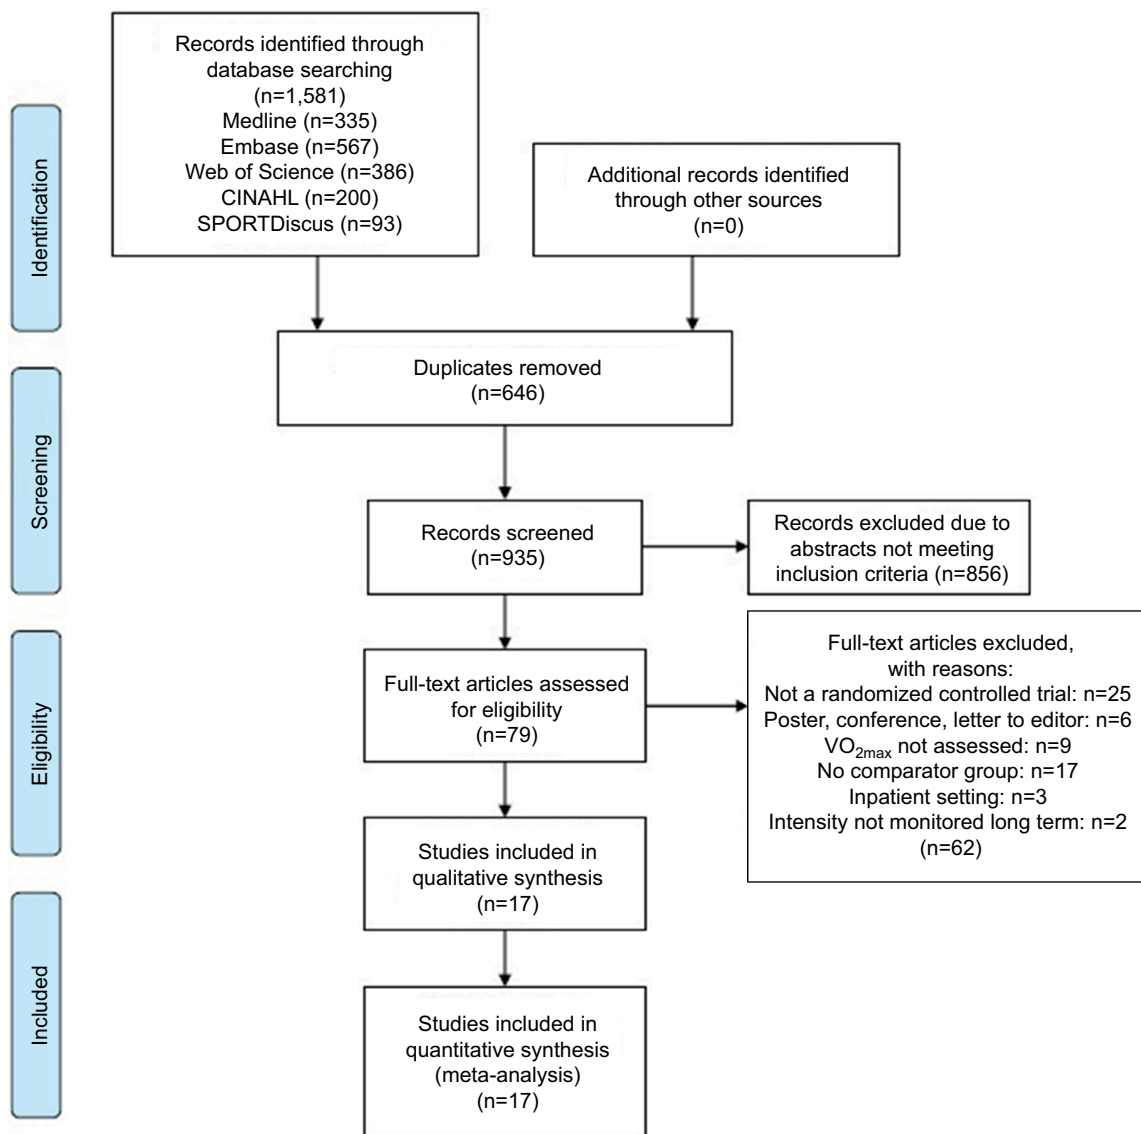 Identification
Records identified through
database searching
(n=1,581)
Medline (n=335)
Embase (n=567)
Web of Science (n=386)
CINAHL (n=200)
SPORTDiscus (n=93)
Additional records identified
through other sources
(n=0)
Duplicates removed
(n=646)
Screening
Records screened
(n=935)
Records excluded due to
abstracts not meeting
inclusion criteria (n=856)
Eligibility
Full-text articles assessed
for eligibility
(n=79)
Full-text articles excluded,
with reasons:
Not a randomized controlled trial: n=25
Poster, conference, letter to editor: n=6
VO2max not assessed: n=9
No comparator group: n=17
Inpatient setting: n=3
Intensity not monitored long term: n=2
(n=62)
Studies included in
qualitative synthesis
(n=17)
Included
Studies included in
quantitative synthesis
(meta-analysis)
(n=17)